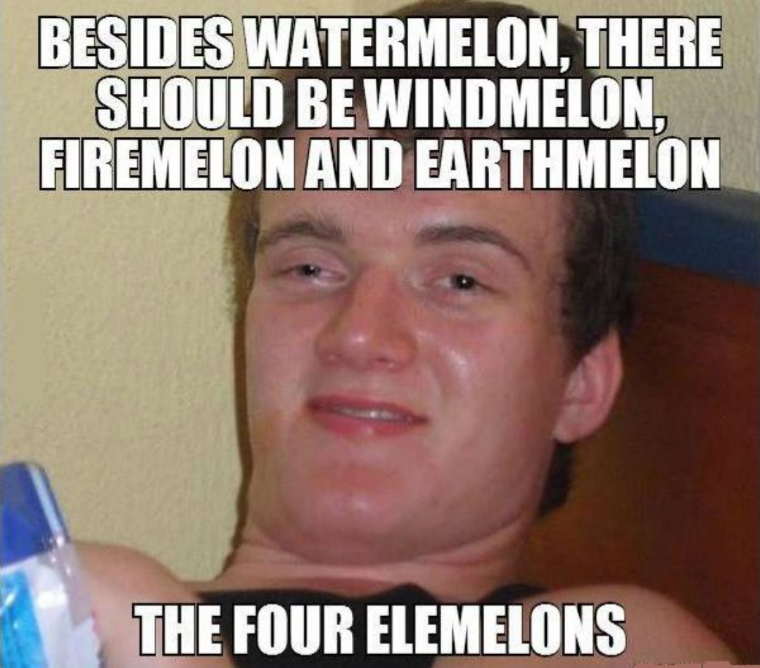 BESIDES WATERMELON, THERE
SHOULD BE WINDMELON,
FIREMELON AND EARTHMELON
THE FOUR ELEMELONS